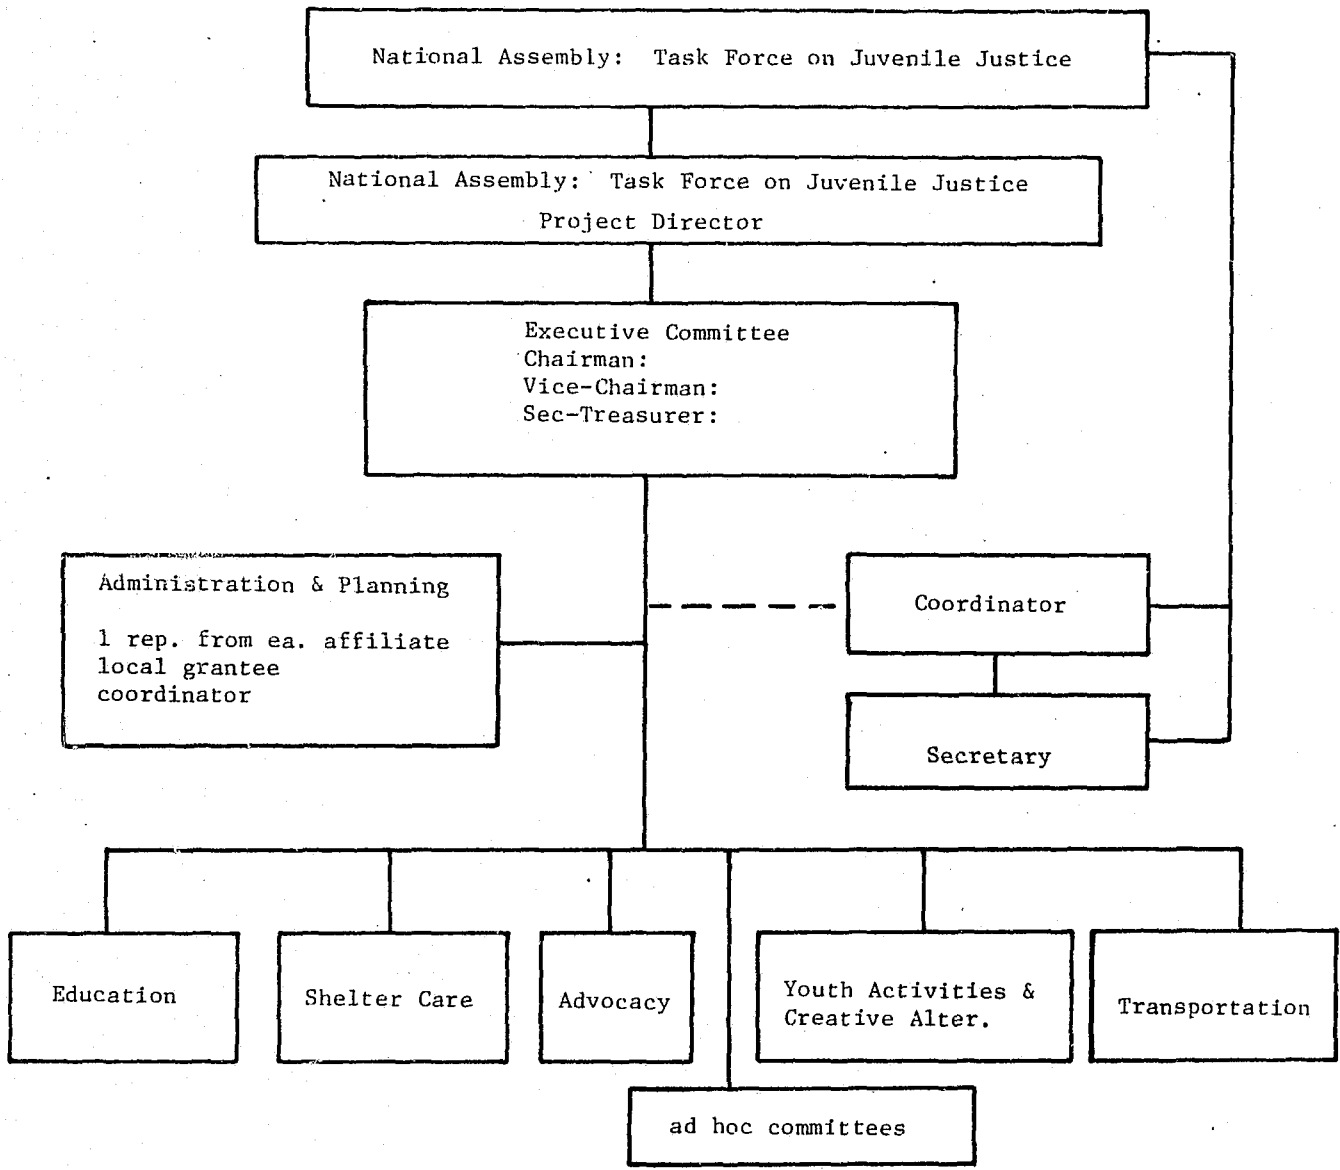 National Assembly: Task Force on Juvenile Justice
National Assembly: Task Force on Juvenile Justice
Project Director
Executive Committee
Chairman:
Vice-Chairman:
Sec-Treasurer:
Administration & Planning
1 rep. from ea. affiliate
local grantee
coordinator
Coordinator
Secretary
Education
Shelter Care
Advocacy
Youth Activities &
Creative Alter.
Transportation
ad hoc committees